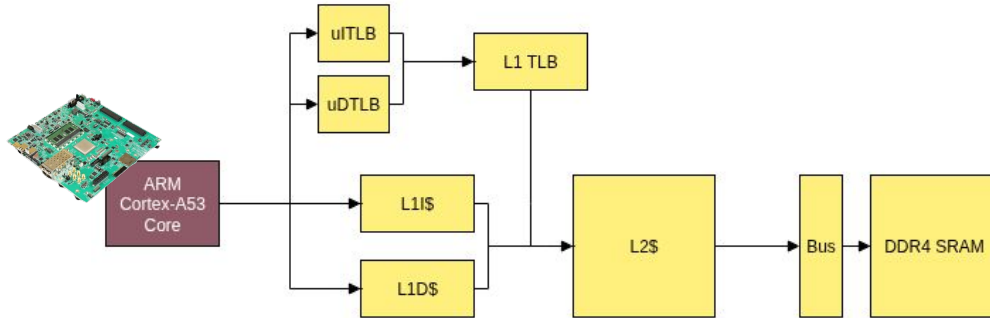 uITLB
L1 TLB
uDTLB
ARM
Cortex-A53
Core
L1I$
L1D$
L2$
Bus
DDR4 SRAM